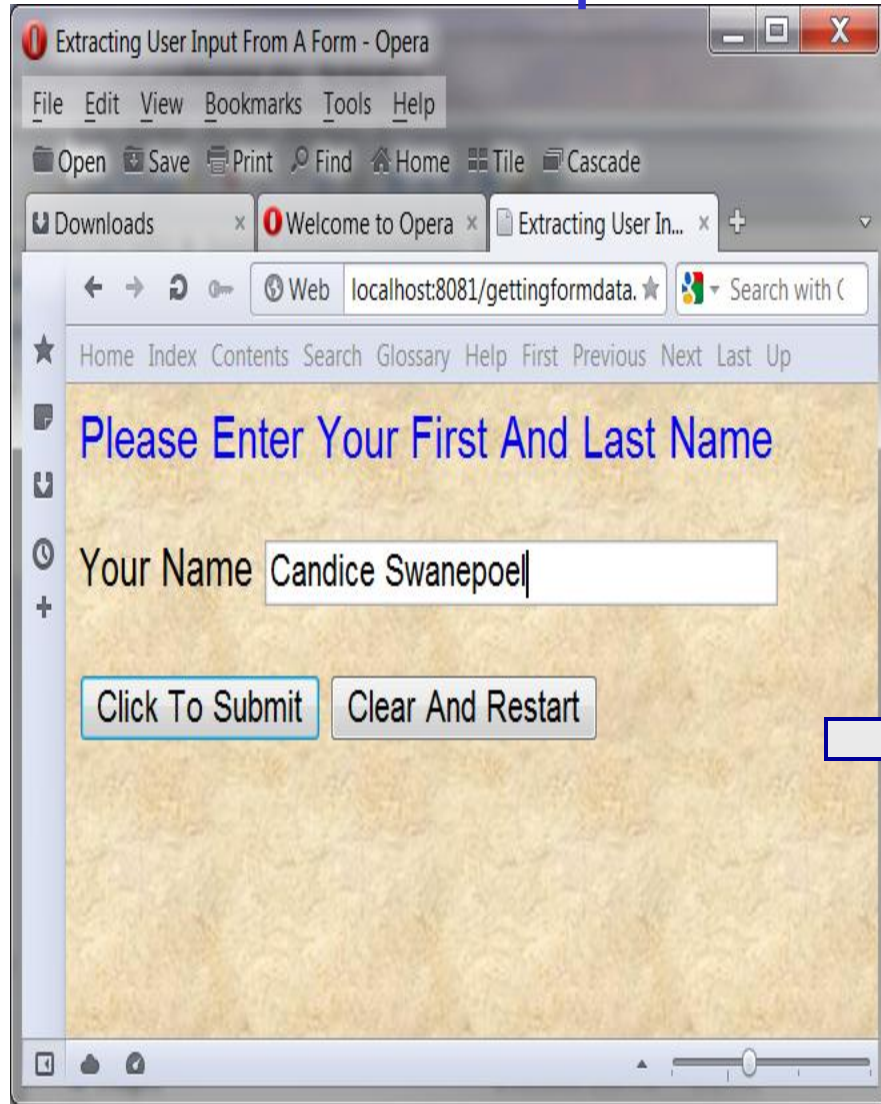 Extracting User Input From A Form - Opera
File Edit View Bookmarks Tools Help
Open Save Print Find Home Tile Cascade
Downloads Welcome to Opera Extracting User In...
Web localhost:8081/gettingformdata. Search with
Home Index Contents Search Glossary Help First Previous Next Last Up
Please Enter Your First And Last Name
Your Name Candice Swanepoel
Click To Submit Clear And Restart